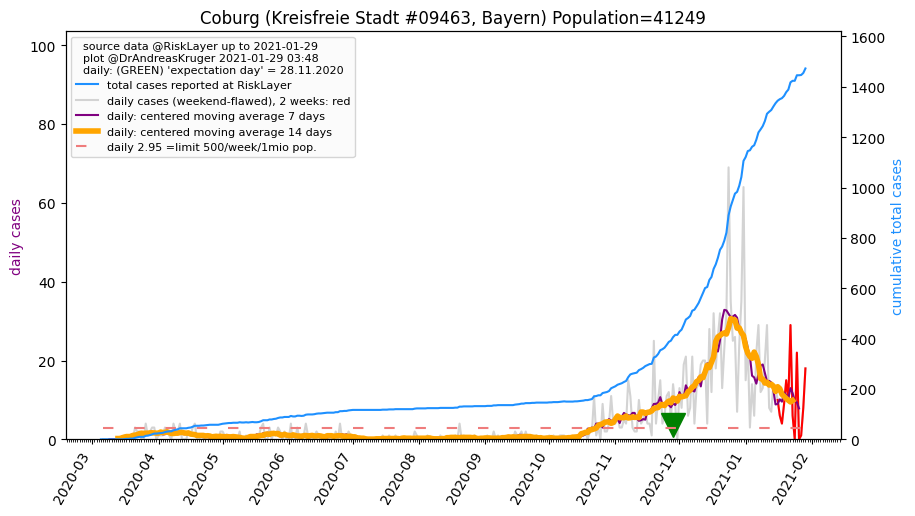 Coburg (Kreisfreie Stadt #09463, Bayern) Population=41249
source data @RiskLayer up to 2021-01-29
plot @DrAndreasKruger 2021-01-29 03:48
daily: (GREEN) 'expectation day' = 28.11.2020
total cases reported at RiskLayer
daily cases (weekend-flawed), 2 weeks: red
daily: centered moving average 7 days
daily: centered moving average 14 days
daily 2.95 =limit 500/week/1mio pop.
daily cases
100
80
60
40
20
0
cumulative total cases
1600
1400
1200
1000
800
600
400
200
0
2020-03
2020-04
2020-05
2020-06
2020-07
2020-08
2020-09
2020-10
2020-11
2020-12
2021-01
2021-02